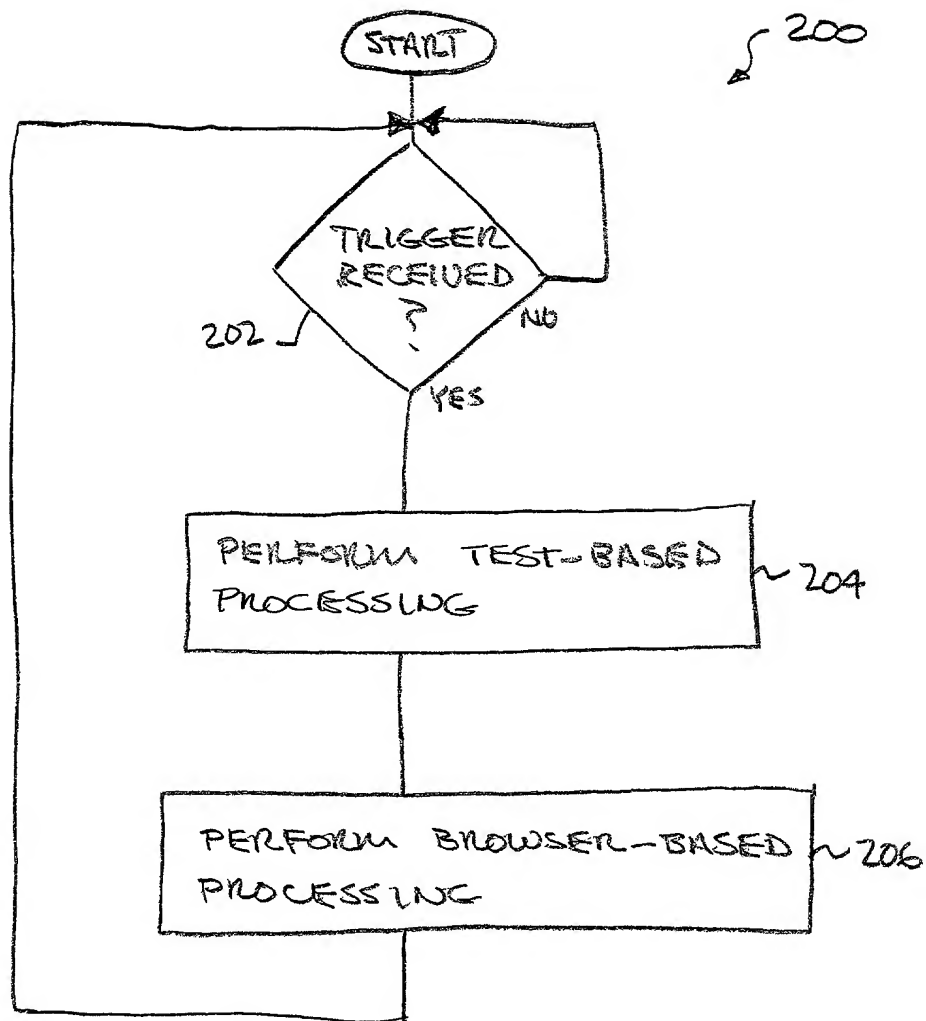 START
200
TRIGGER
RECEIVED
?
202
NO
YES
PERFORM TEST-BASED
PROCESSING
204
PERFORM BROWSER-BASED
PROCESSING
206